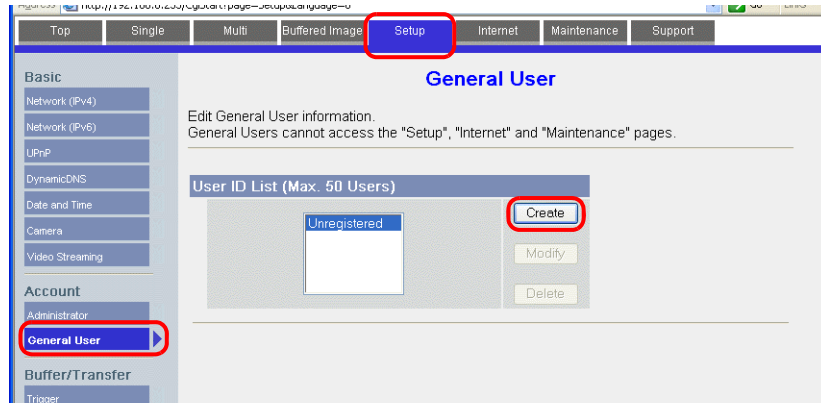 Top Single Multi Buffered Image Setup Internet Maintenance Support
Basic
Network (IPv4)
Network (IPv6)
UPnP
DynamicDNS
Date and Time
Camera
Video Streaming
Account
Administrator
General User
Buffer/Transfer
Trigger
General User
Edit General User information.
General Users cannot access the "Setup", "Internet" and "Maintenance" pages.
User ID List (Max. 50 Users)
Unregistered
Create
Modify
Delete